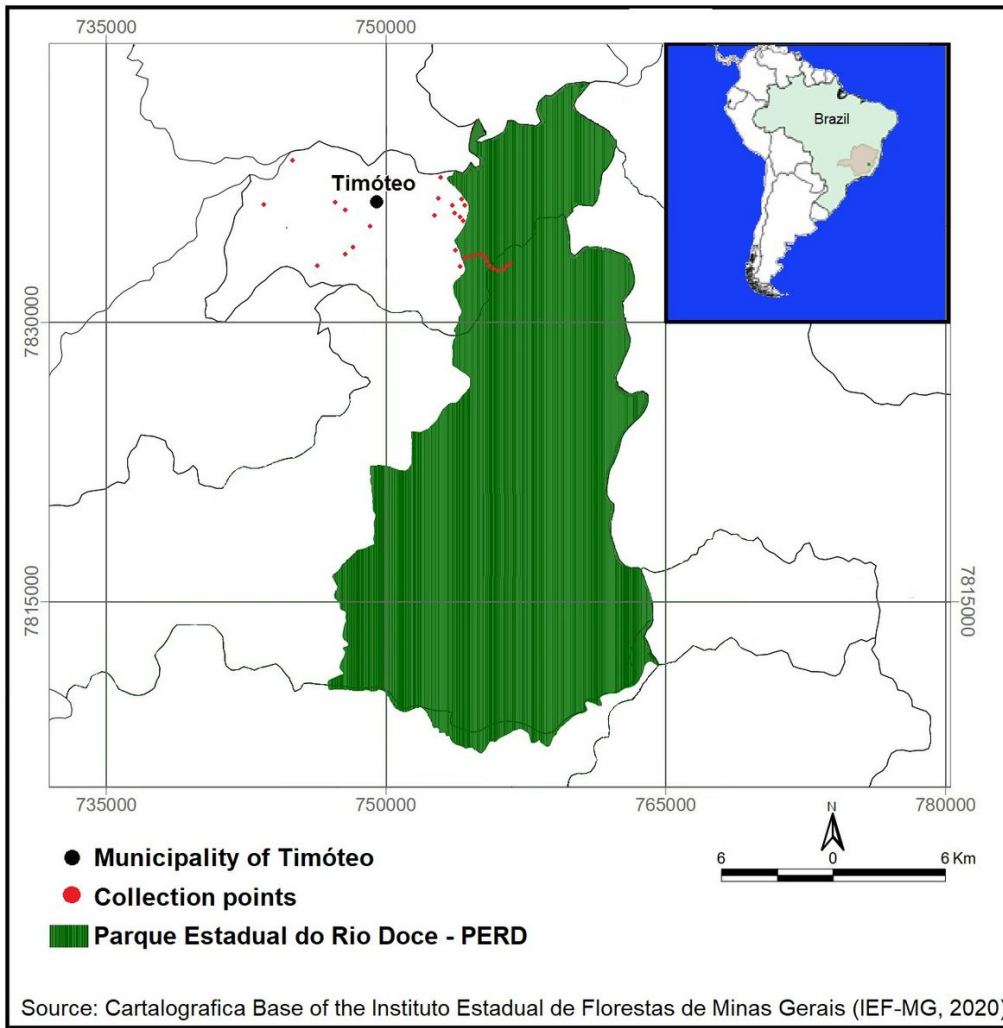 735000 750000
Brazil
Timóteo
7830000
7815000 7815000
735000 750000 765000 780000
N
6 0 6 Km
Municipality of Timóteo
Collection points
Parque Estadual do Rio Doce - PERD
Source: Cartalografica Base of the Instituto Estadual de Florestas de Minas Gerais (IEF-MG, 2020)